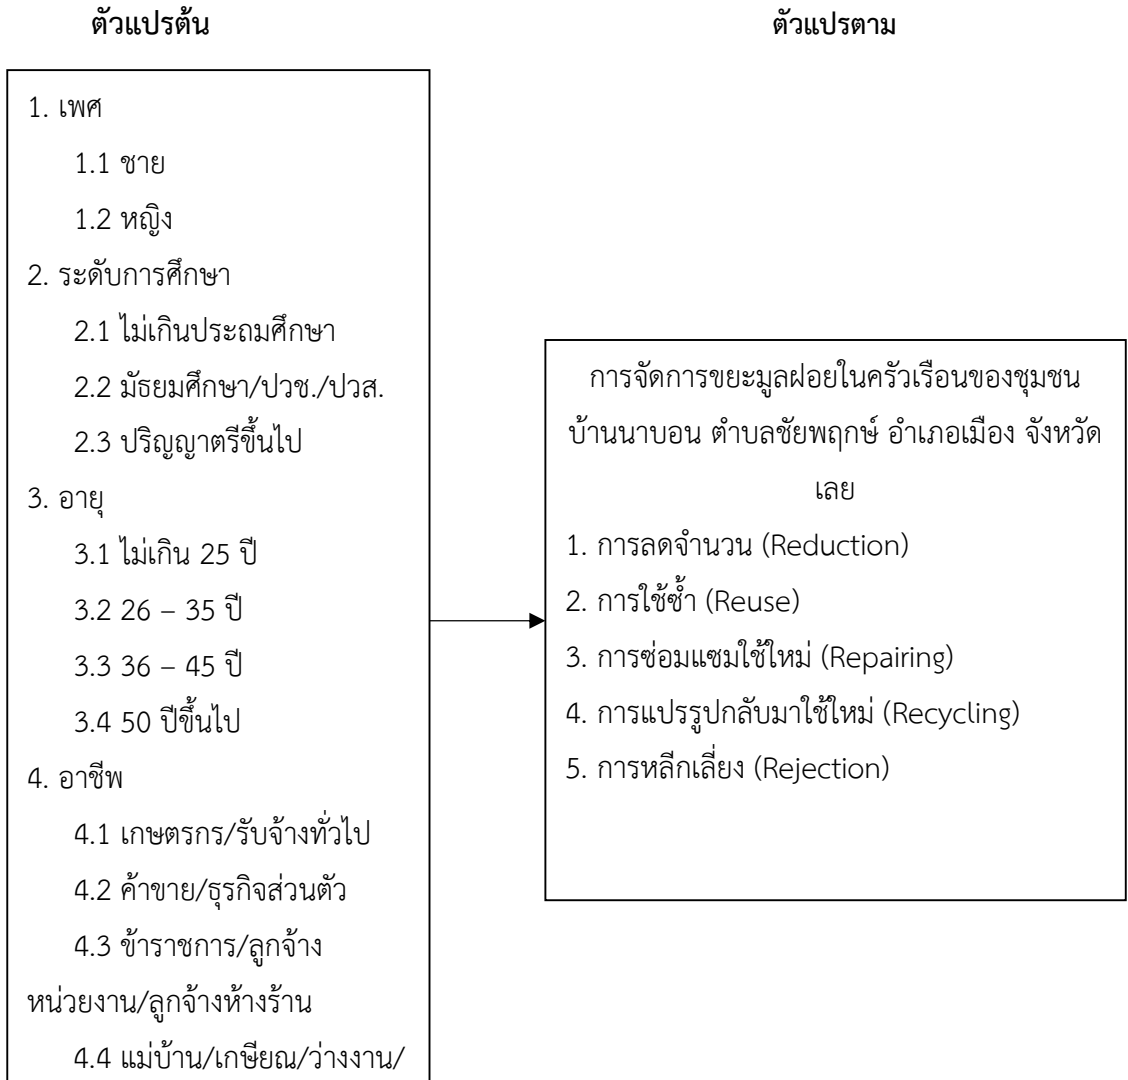 ตัวแปรต้น
ตัวแปรตาม
1. เพศ
1.1 ชาย
1.2 หญิง
2. ระดับการศึกษา
2.1 ไม่เกินประถมศึกษา
2.2 มัธยมศึกษา/ปวช./ปวส.
2.3 ปริญญาตรีขึ้นไป
3. อายุ
3.1 ไม่เกิน 25 ปี
3.2 26 – 35 ปี
3.3 36 – 45 ปี
3.4 50 ปีขึ้นไป
4. อาชีพ
4.1 เกษตรกร/รับจ้างทั่วไป
4.2 ค้าขาย/ธุรกิจส่วนตัว
4.3 ข้าราชการ/ลูกจ้าง
หน่วยงาน/ลูกจ้างห้างร้าน
4.4 แม่บ้าน/เกษียณ/ว่างงาน/
การจัดการขยะมูลฝอยในครัวเรือนของชุมชน
บ้านนาบอน ตำบลชัยพฤกษ์ อำเภอเมือง จังหวัด
เลย
1. การลดจำนวน (Reduction)
2. การใช้ซ้ำ (Reuse)
3. การซ่อมแซมใช้ใหม่ (Repairing)
4. การแปรรูปกลับมาใช้ใหม่ (Recycling)
5. การหลีกเลี่ยง (Rejection)